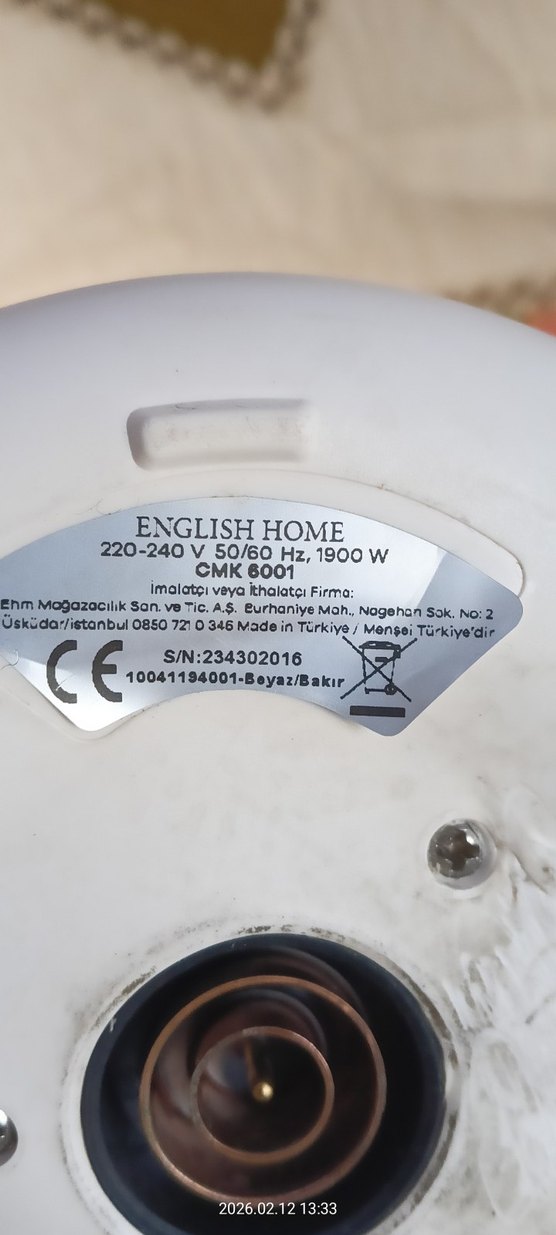 ENGLISH HOME
220-240 V 50/60 Hz, 1900 W
CMK 6001
İmalatçı veya İthalatçı Firma:
Ehm Mağazacılık San. ve Tic. A.Ş. Burhaniye Mah., Nagehan Sok. No: 2
Üsküdar/İstanbul 0850 721 0 346 Made in Türkiye / Menşei Türkiye'dir
CE S/N:234302016
10041194001-Beyaz/Bakır
2026.02.12 13:33